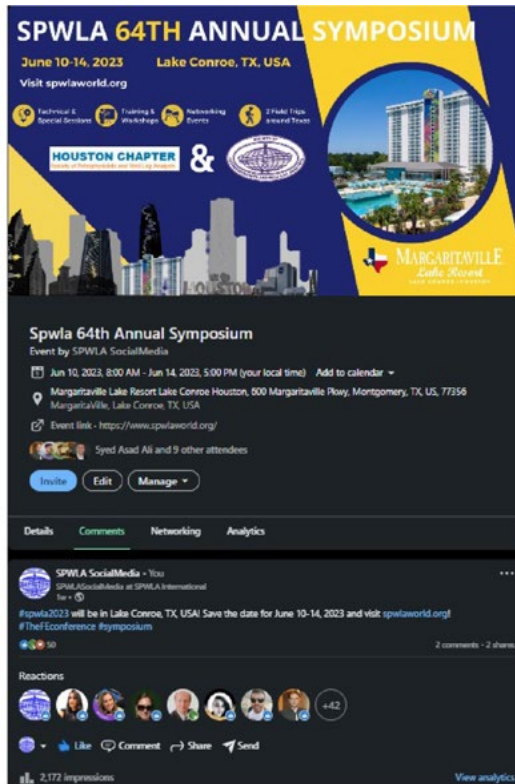 SPWLA 64TH ANNUAL SYMPOSIUM
June 10-14, 2023 Lake Conroe, TX, USA
Visit spwlaworld.org
Technical & Special Sessions
Training & Workshops
Networking Events
2 Field Trips around Texas
HOUSTON CHAPTER
&
HOUSTON
MARGARITAVILLE
Lake Resort
Spwla 64th Annual Symposium
Event by SPWLA SocialMedia
Jun 10, 2023, 8:00 AM - Jun 14, 2023, 5:00 PM (your local time) Add to calendar
Margaritaville Lake Resort Lake Conroe Houston, 600 Margaritaville Pkwy, Montgomery, TX, US, 77356
Margaritaville, Lake Conroe, TX, USA
Event link - https://www.spwlaworld.org/
Syed Asad Ali and 9 other attendees
Invite Edit Manage
Details Comments Networking Analytics
SPWLA SocialMedia - You
SPWLASocialMedia at SPWLA International
1w
#spwla2023 will be in Lake Conroe, TX, USA! Save the date for June 10-14, 2023 and visit spwlaworld.org!
#TheFEconference #symposium
50 2 comments - 2 shares
Reactions
+42
Like Comment Share Send
2,172 impressions View analytics